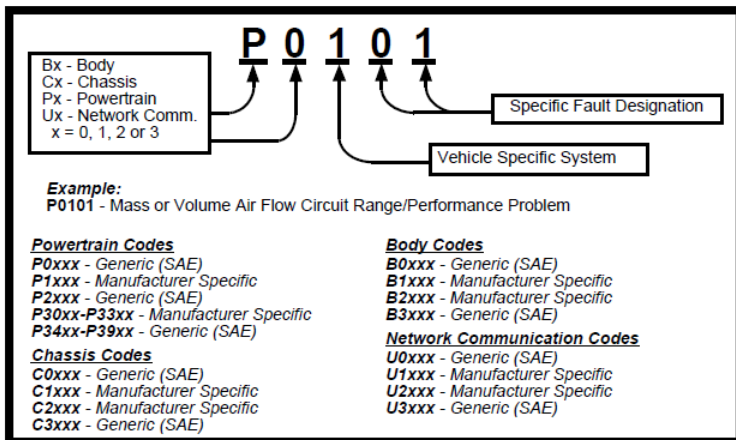 P 0 1 0 1
Bx - Body
Cx - Chassis
Px - Powertrain
Ux - Network Comm.
x = 0, 1, 2 or 3
Specific Fault Designation
Vehicle Specific System
Example:
P0101 - Mass or Volume Air Flow Circuit Range/Performance Problem
Powertrain Codes
P0xxx - Generic (SAE)
P1xxx - Manufacturer Specific
P2xxx - Generic (SAE)
P30xx-P33xx - Manufacturer Specific
P34xx-P39xx - Generic (SAE)
Chassis Codes
C0xxx - Generic (SAE)
C1xxx - Manufacturer Specific
C2xxx - Manufacturer Specific
C3xxx - Generic (SAE)
Body Codes
B0xxx - Generic (SAE)
B1xxx - Manufacturer Specific
B2xxx - Manufacturer Specific
B3xxx - Generic (SAE)
Network Communication Codes
U0xxx - Generic (SAE)
U1xxx - Manufacturer Specific
U2xxx - Manufacturer Specific
U3xxx - Generic (SAE)